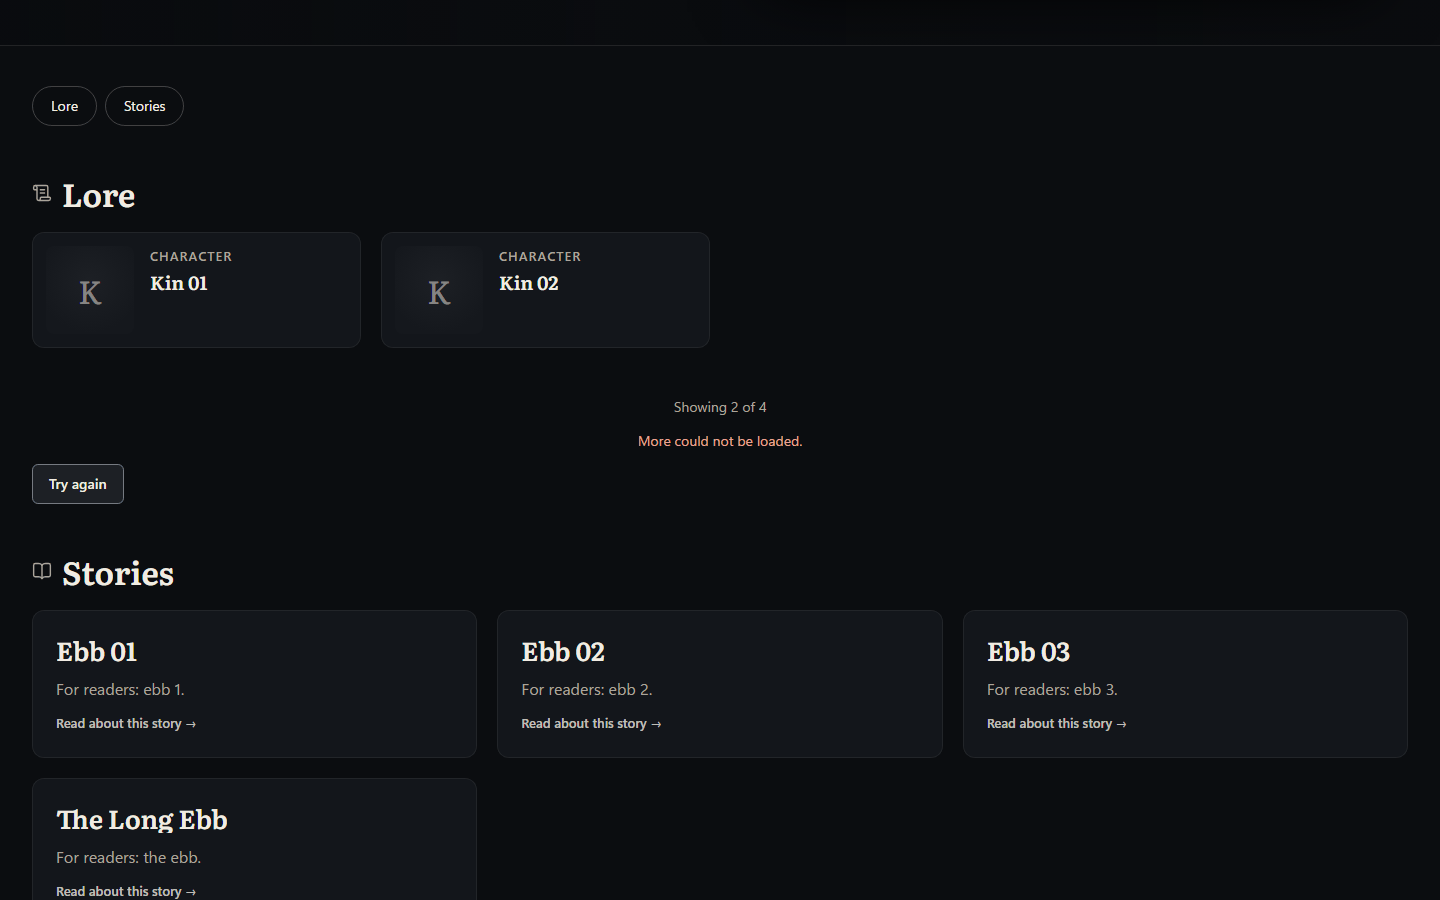 Lore
Stories
Lore
K
CHARACTER
Kin 01
K
CHARACTER
Kin 02
Showing 2 of 4
More could not be loaded.
Try again
Stories
Ebb 01
For readers: ebb 1.
Read about this story →
Ebb 02
For readers: ebb 2.
Read about this story →
Ebb 03
For readers: ebb 3.
Read about this story →
The Long Ebb
For readers: the ebb.
Read about this story →